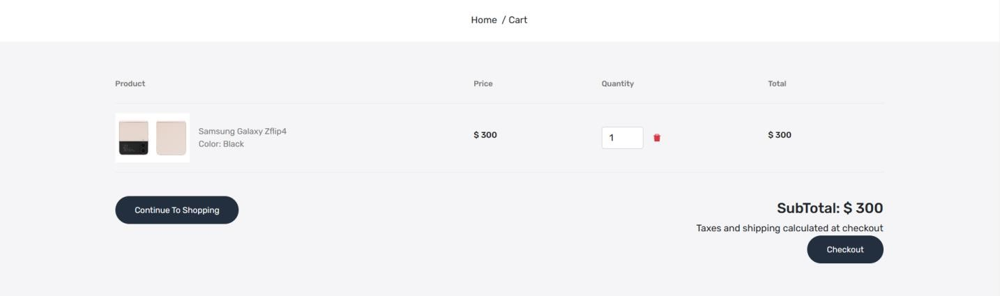 Home / Cart
Product Price Quantity Total
Samsung Galaxy Zflip4
Color: Black
$ 300 1 $ 300
Continue To Shopping
SubTotal: $ 300
Taxes and shipping calculated at checkout
Checkout